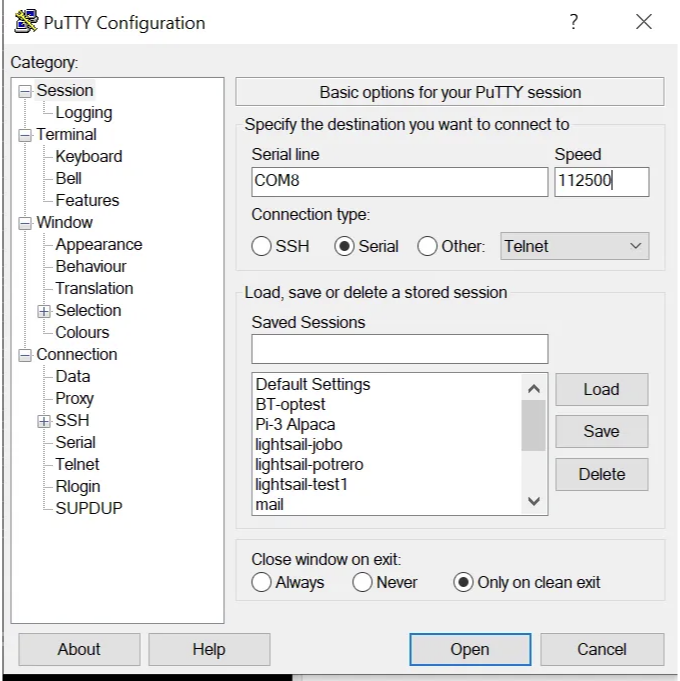 PuTTY Configuration
?
Category:
Session
Logging
Terminal
Keyboard
Bell
Features
Window
Appearance
Behaviour
Translation
Selection
Colours
Connection
Data
Proxy
SSH
Serial
Telnet
Rlogin
SUPDUP
Basic options for your PuTTY session
Specify the destination you want to connect to
Serial line Speed
COM8 112500
Connection type:
SSH Serial Other: Telnet
Load, save or delete a stored session
Saved Sessions
Default Settings
BT-optest
Pi-3 Alpaca
lightsail-jobo
lightsail-potrero
lightsail-test1
mail
Load
Save
Delete
Close window on exit:
Always Never Only on clean exit
About Help Open Cancel